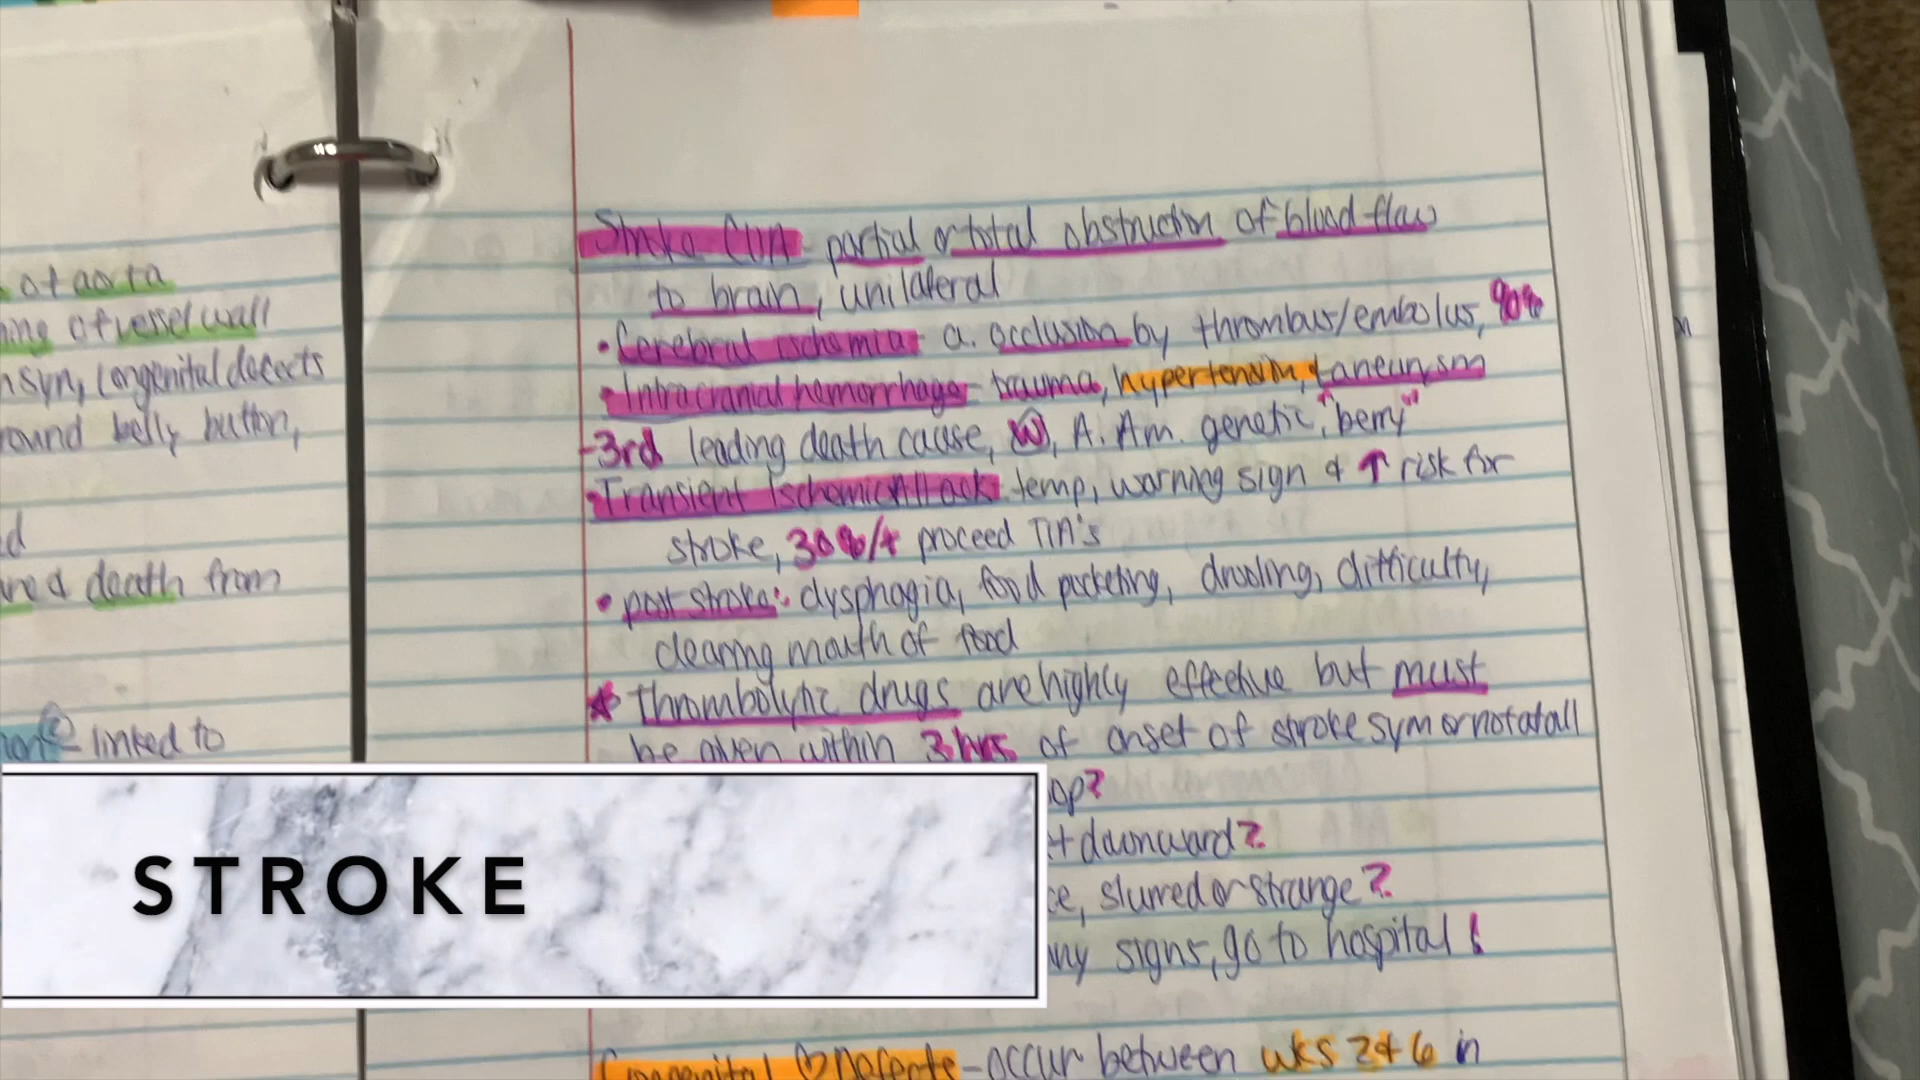 of aorta
ning of vessel wall
n syn, congenital defects
round belly button,
d
death from
linked to
Stroke CVA- partial or total obstruction of blood flow
to brain, unilateral
• Cerebral ischemia- a. occlusion by thrombus/embolus, 90%
• Intracranial hemorrhage- trauma, hypertension, & aneurysm
-3rd leading death cause, W, A. Am. genetic, "berry"
• Transient Ischemic Attack- temp, warning sign & ↑ risk for
stroke, 30%/+ proceed TIA's
• post stroke: dysphagia, food pocketing, drooling, difficulty,
clearing mouth of food
* thrombolytic drugs are highly effective but must
be given within 3 hrs of onset of stroke sym or not at all
op?
t downward?
ce, slurred or strange?
ny signs, go to hospital!
Congenital Defects- occur between wks 2 & 6 in
STROKE